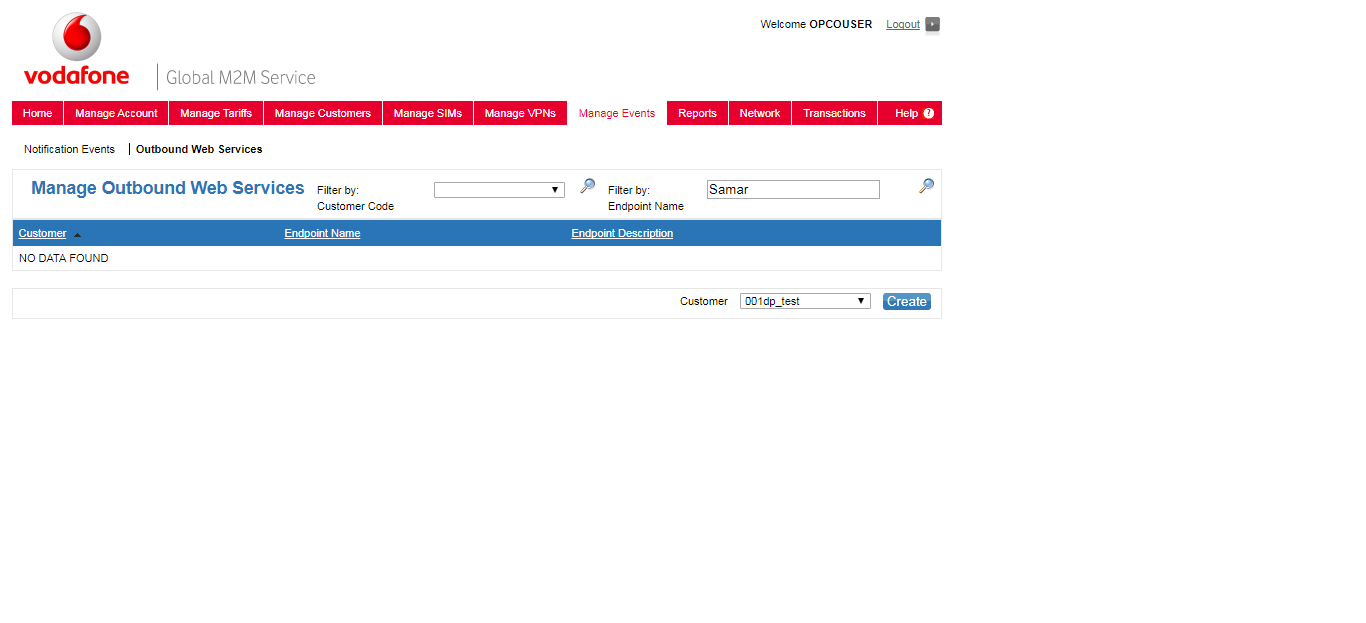 Welcome OPCOUSER Logout
vodafone
Global M2M Service
Home Manage Account Manage Tariffs Manage Customers Manage SIMs Manage VPNs Manage Events Reports Network Transactions Help ?
Notification Events Outbound Web Services
Manage Outbound Web Services Filter by: Filter by: Samar
Customer Code Endpoint Name
Customer Endpoint Name Endpoint Description
NO DATA FOUND
Customer 001dp_test Create